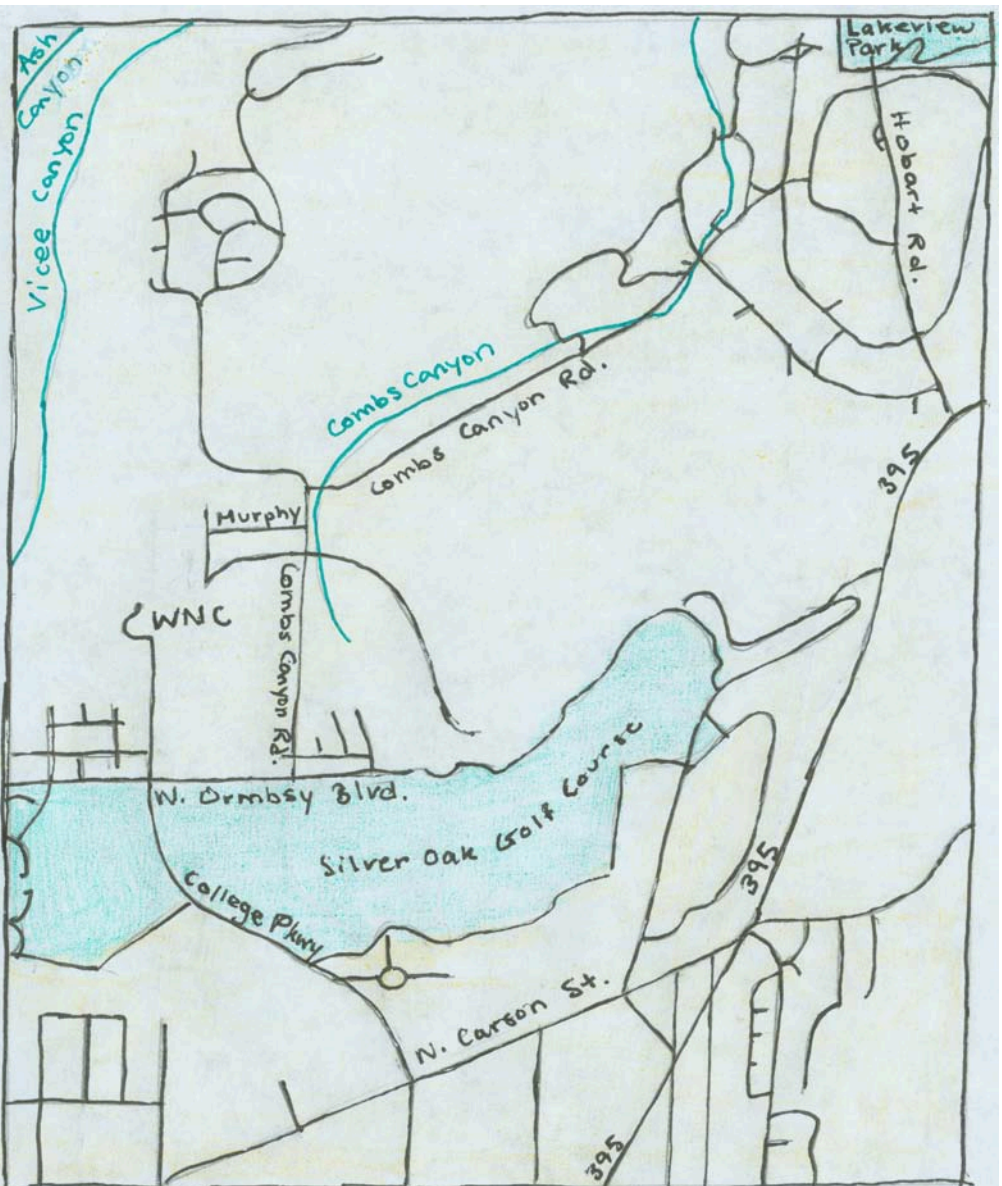 Ash
Canyon
Vicee Canyon
Lakeview
Park
Hobart Rd.
Combs Canyon
Combs Canyon Rd.
395
Murphy
WNC
Combs Canyon Rd.
W. Ormbsy Blvd.
Silver Oak Golf Course
College Pkwy
395
N. Carson St.
395